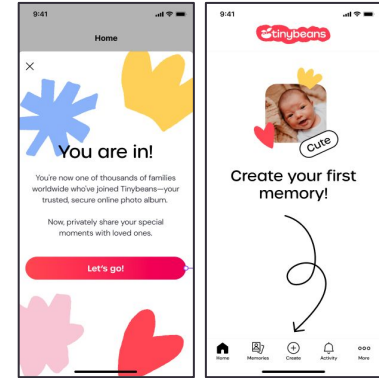 9:41
Home
You are in!
You're now one of thousands of families
worldwide who've joined Tinybeans—your
trusted, secure online photo album.
Now, privately share your special
moments with loved ones.
Let's go!
9:41
tinybeans
Cute
Create your first
memory!
Home
Memories
Create
Activity
More